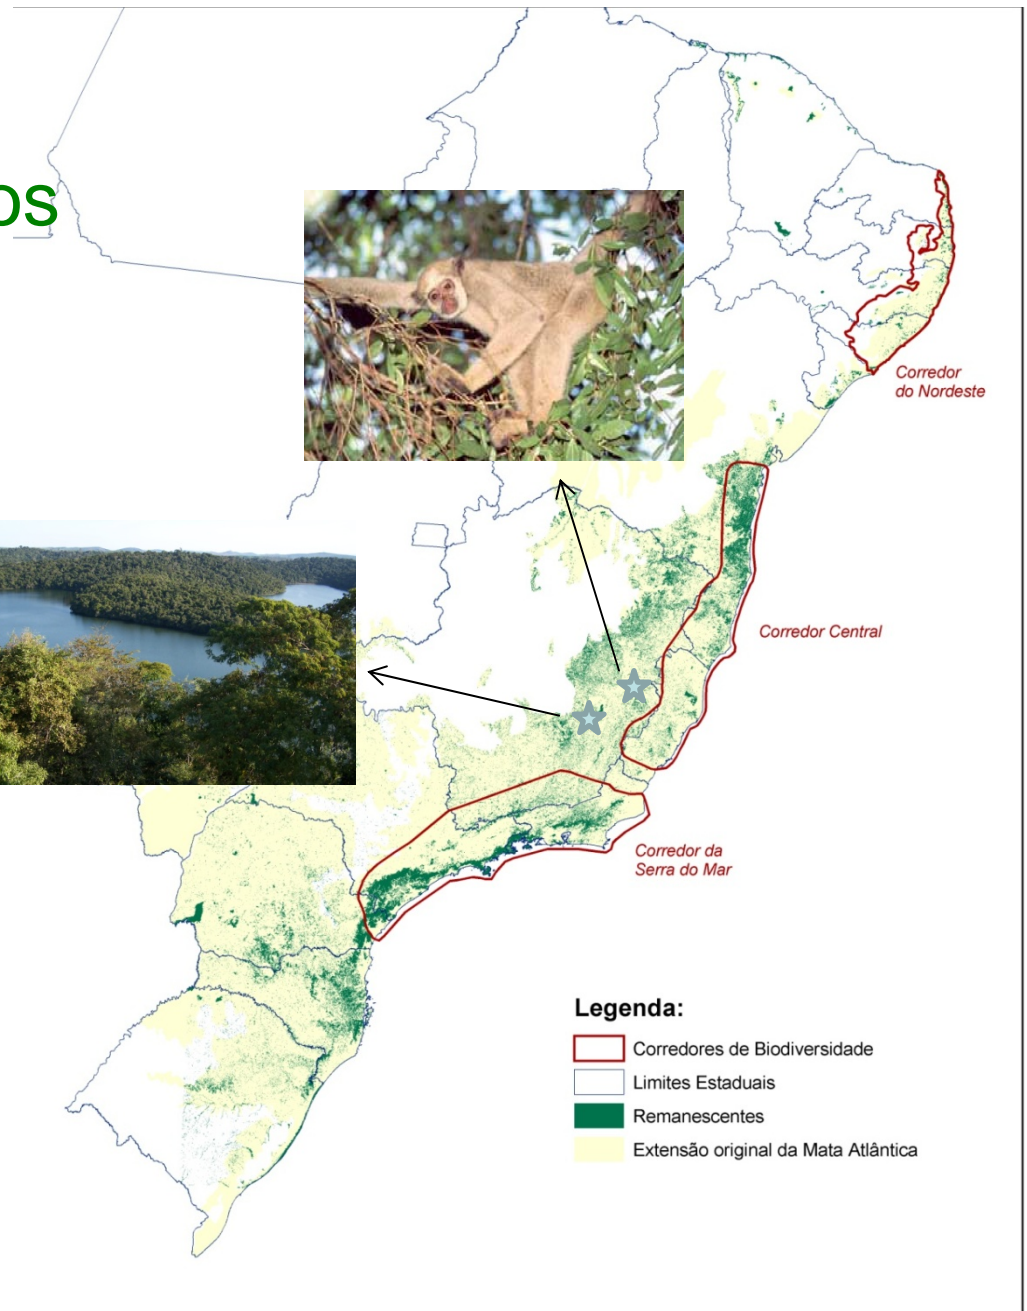 os
Corredor
do Nordeste
Corredor Central
Corredor da
Serra do Mar
Legenda:
Corredores de Biodiversidade
Limites Estaduais
Remanescentes
Extensão original da Mata Atlântica